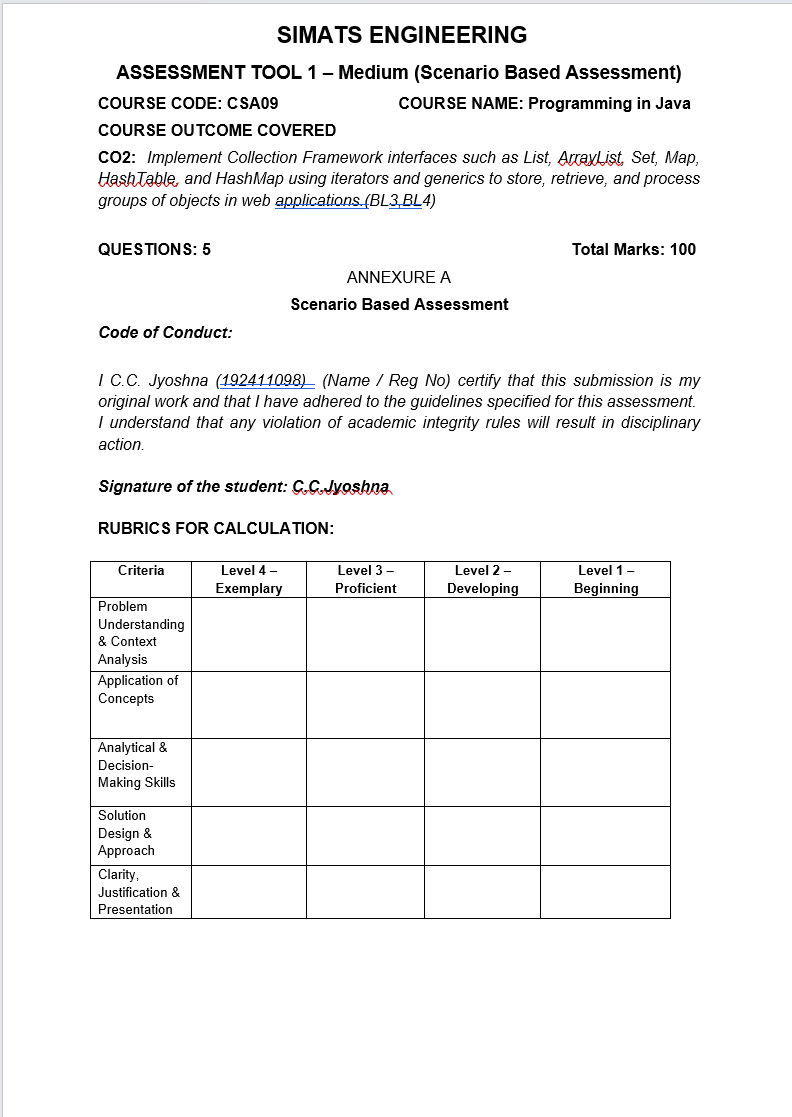 SIMATS ENGINEERING
ASSESSMENT TOOL 1 – Medium (Scenario Based Assessment)
COURSE CODE: CSA09 COURSE NAME: Programming in Java
COURSE OUTCOME COVERED
CO2: Implement Collection Framework interfaces such as List, ArrayList, Set, Map,
HashTable, and HashMap using iterators and generics to store, retrieve, and process
groups of objects in web applications.(BL3,BL4)
QUESTIONS: 5 Total Marks: 100
ANNEXURE A
Scenario Based Assessment
Code of Conduct:
I C.C. Jyoshna (192411098) (Name / Reg No) certify that this submission is my
original work and that I have adhered to the guidelines specified for this assessment.
I understand that any violation of academic integrity rules will result in disciplinary
action.
Signature of the student: C.C.Jyoshna
RUBRICS FOR CALCULATION:
Criteria Level 4 – Level 3 – Level 2 – Level 1 –
Exemplary Proficient Developing Beginning
Problem
Understanding
& Context
Analysis
Application of
Concepts
Analytical &
Decision-
Making Skills
Solution
Design &
Approach
Clarity,
Justification &
Presentation